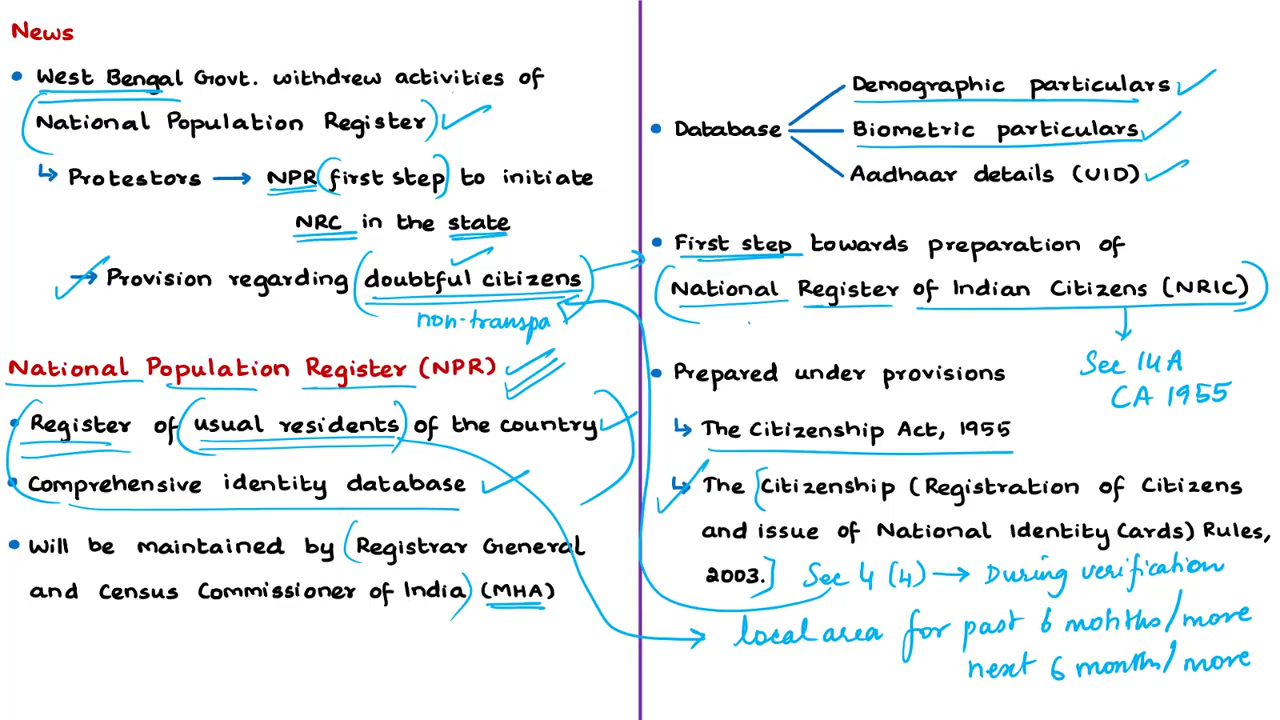 News
• West Bengal Govt. withdrew activities of
(National Population Register)
↳ Protestors → NPR (first step) to initiate
NRC in the state
→ Provision regarding (doubtful citizens)
non-transpa
National Population Register (NPR)
• Register of (usual residents) of the country
• Comprehensive identity database
• Will be maintained by (Registrar General
and Census Commissioner of India) (MHA)
• Database
Demographic particulars
Biometric particulars
Aadhaar details (UID)
• First step towards preparation of
(National Register of Indian Citizens (NRIC))
Sec 14A
CA 1955
• Prepared under provisions
↳ The Citizenship Act, 1955
↳ The [Citizenship (Registration of Citizens
and issue of National Identity Cards) Rules,
2003.] Sec 4 (4) → During verification
local area for past 6 months/more
next 6 months/more